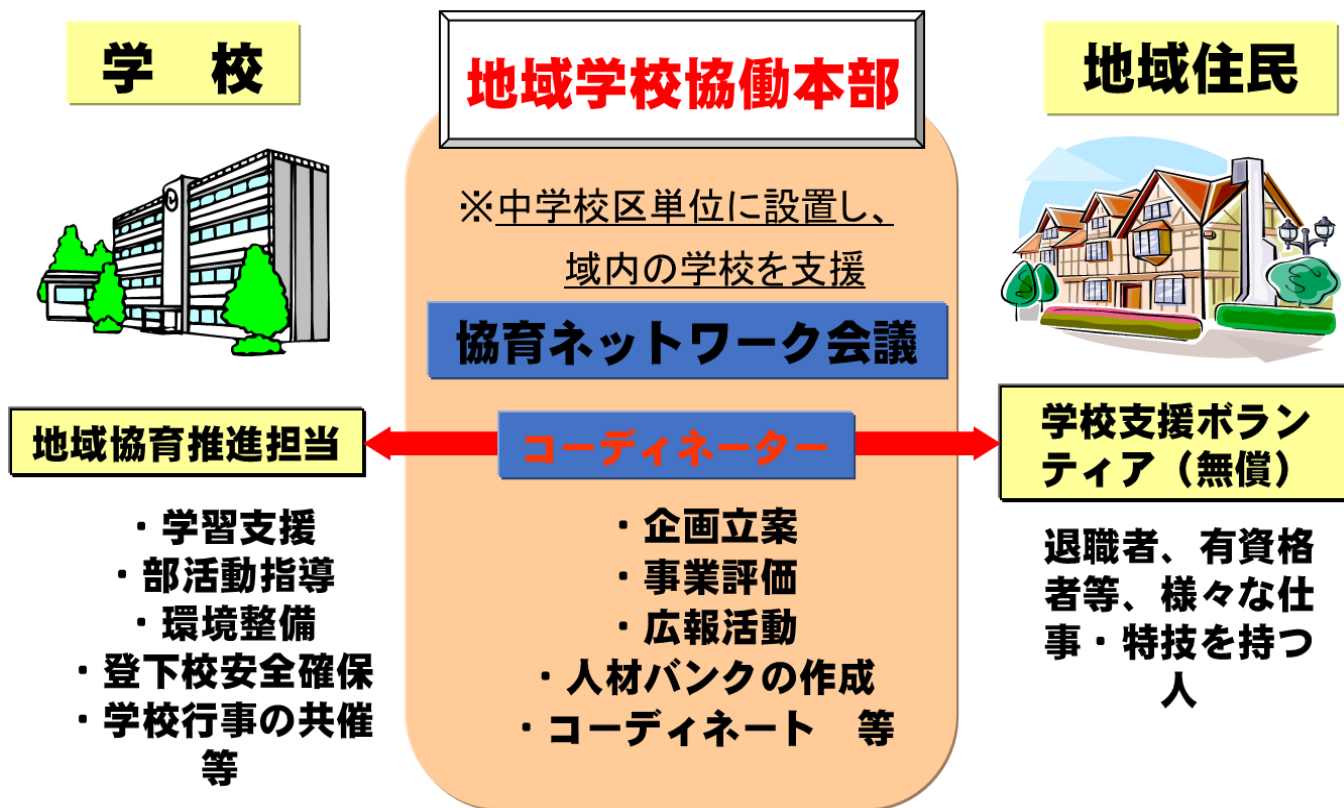 学　校
地域学校協働本部
地域住民
※中学校区単位に設置し、
域内の学校を支援
協育ネットワーク会議
地域協育推進担当
コーディネーター
学校支援ボラン
ティア（無償）
・学習支援
・部活動指導
・環境整備
・登下校安全確保
・学校行事の共催
等
・企画立案
・事業評価
・広報活動
・人材バンクの作成
・コーディネート　等
退職者、有資格
者等、様々な仕
事・特技を持つ
人